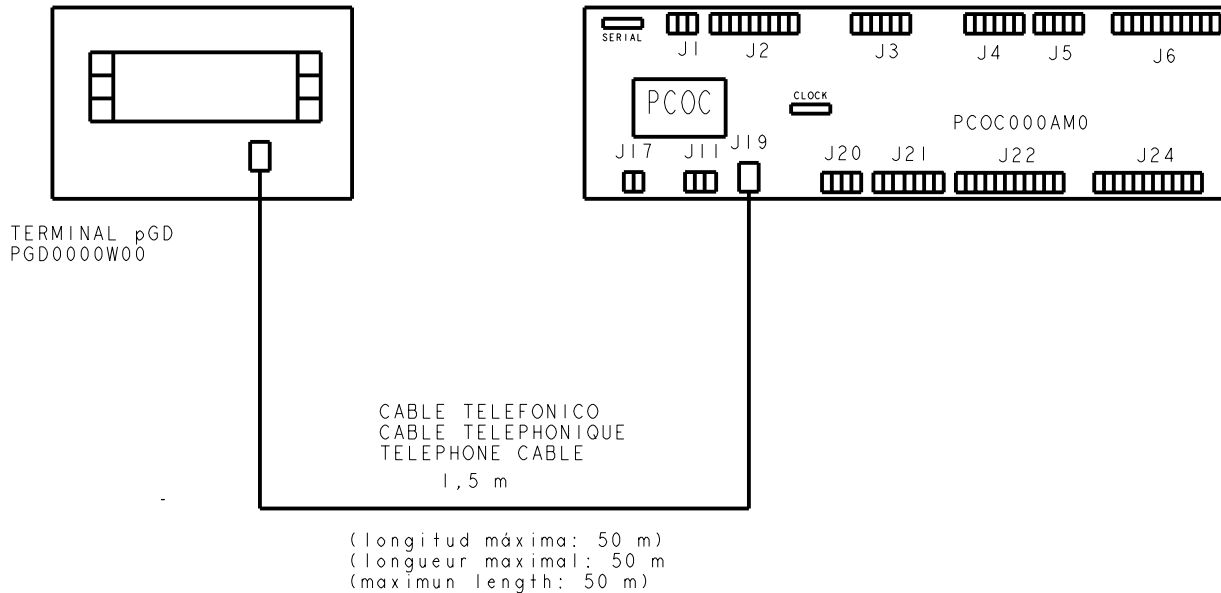 SERIAL
J1
J2
J3
J4
J5
J6
PCOC
CLOCK
PCOC000AM0
J17
J11
J19
J20
J21
J22
J24
TERMINAL pGD
PGD0000W00
CABLE TELEFONICO
CABLE TELEPHONIQUE
TELEPHONE CABLE
1,5 m
(longitud máxima: 50 m)
(longueur maximal: 50 m
(maximun length: 50 m)